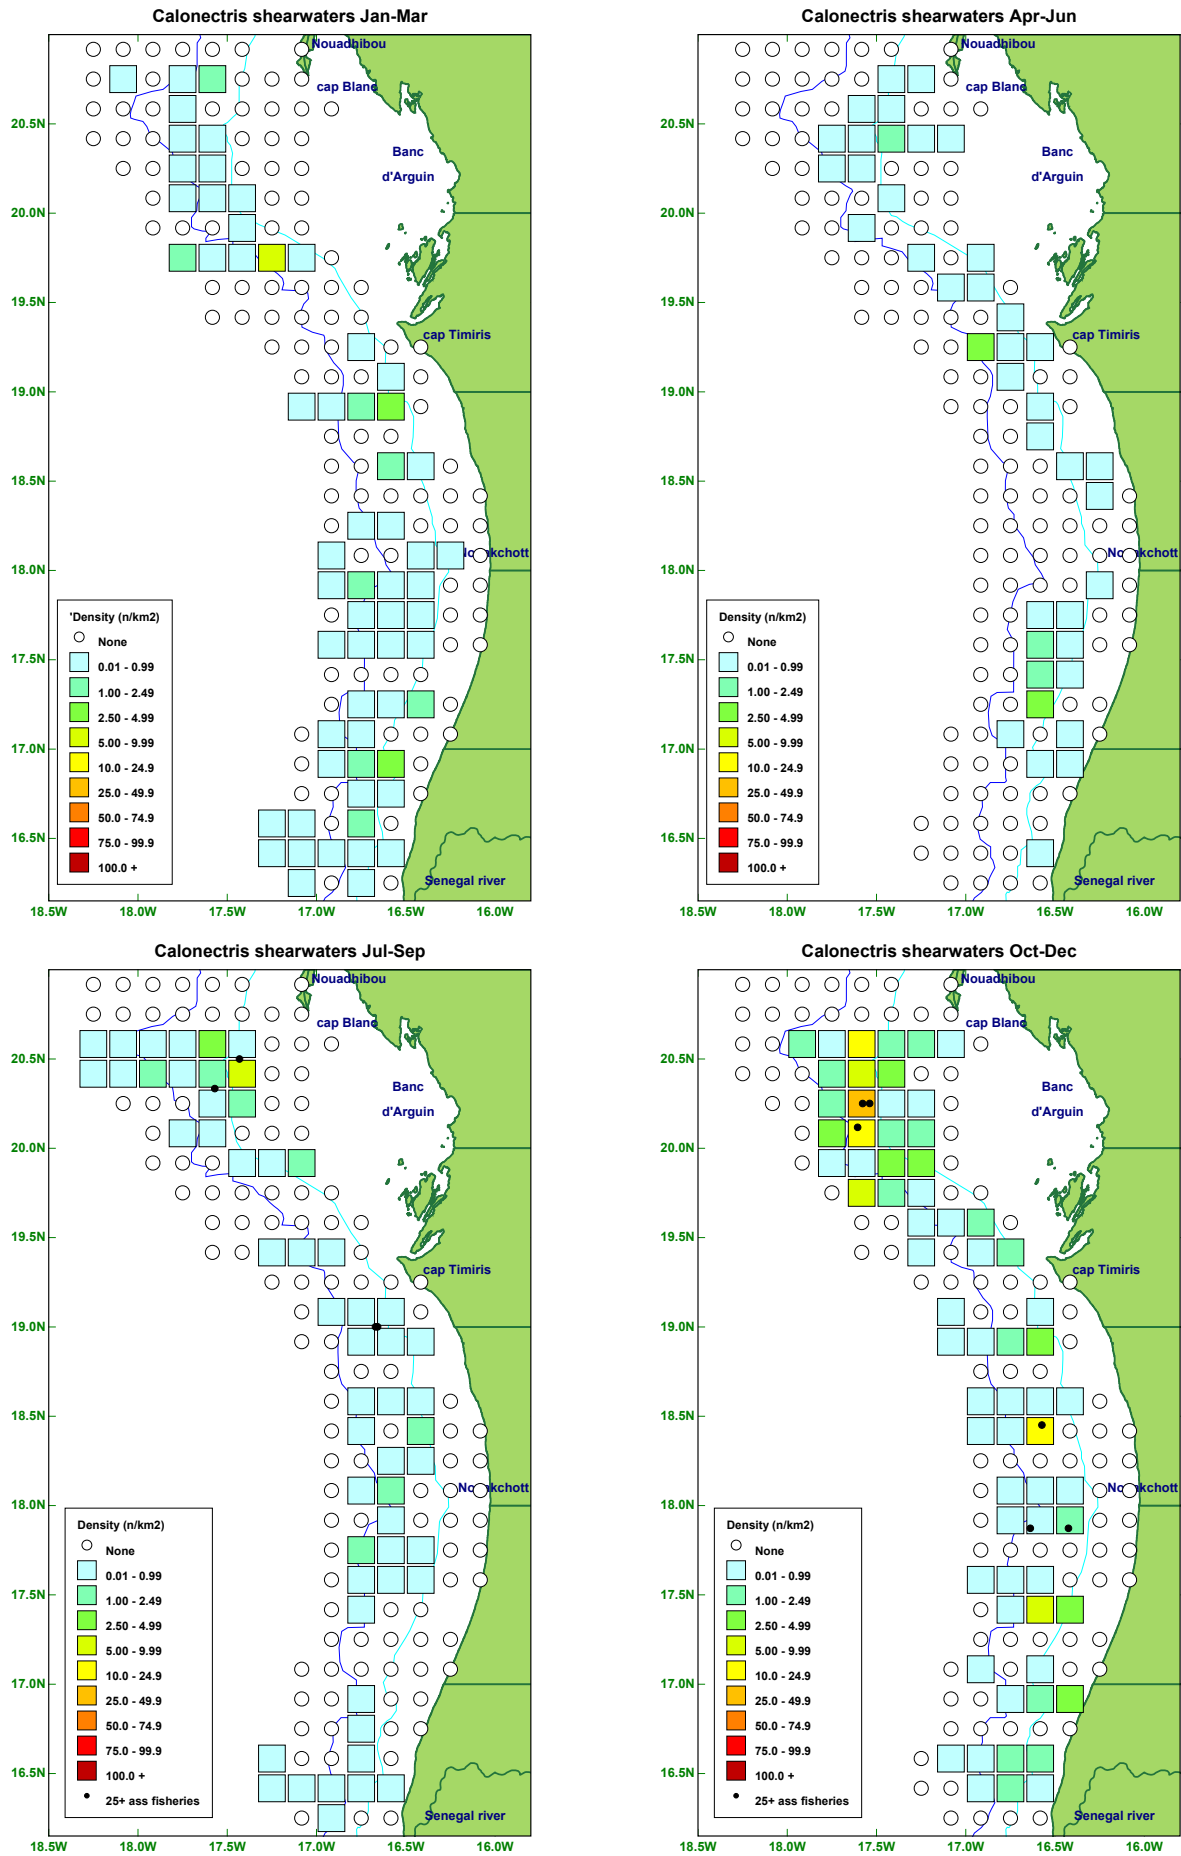 Calonectris shearwaters Jan-Mar
Nouadhibou
cap Blanc
20.5N
Banc
d'Arguin
20.0N
19.5N
cap Timiris
19.0N
18.5N
18.0N
'Density (n/km2)
None
0.01 - 0.99
1.00 - 2.49
2.50 - 4.99
5.00 - 9.99
10.0 - 24.9
25.0 - 49.9
50.0 - 74.9
75.0 - 99.9
100.0 +
17.5N
17.0N
16.5N
Senegal river
18.5W 18.0W 17.5W 17.0W 16.5W 16.0W
Calonectris shearwaters Apr-Jun
Nouadhibou
cap Blanc
20.5N
Banc
d'Arguin
20.0N
19.5N
cap Timiris
19.0N
18.5N
18.0N
Density (n/km2)
None
0.01 - 0.99
1.00 - 2.49
2.50 - 4.99
5.00 - 9.99
10.0 - 24.9
25.0 - 49.9
50.0 - 74.9
75.0 - 99.9
100.0 +
17.5N
17.0N
16.5N
Senegal river
18.5W 18.0W 17.5W 17.0W 16.5W 16.0W
Calonectris shearwaters Jul-Sep
Nouadhibou
cap Blanc
20.5N
Banc
d'Arguin
20.0N
19.5N
cap Timiris
19.0N
18.5N
18.0N
Density (n/km2)
None
0.01 - 0.99
1.00 - 2.49
2.50 - 4.99
5.00 - 9.99
10.0 - 24.9
25.0 - 49.9
50.0 - 74.9
75.0 - 99.9
100.0 +
25+ ass fisheries
17.5N
17.0N
16.5N
Senegal river
18.5W 18.0W 17.5W 17.0W 16.5W 16.0W
Calonectris shearwaters Oct-Dec
Nouadhibou
cap Blanc
20.5N
Banc
d'Arguin
20.0N
19.5N
cap Timiris
19.0N
18.5N
18.0N
Density (n/km2)
None
0.01 - 0.99
1.00 - 2.49
2.50 - 4.99
5.00 - 9.99
10.0 - 24.9
25.0 - 49.9
50.0 - 74.9
75.0 - 99.9
100.0 +
25+ ass fisheries
17.5N
17.0N
16.5N
Senegal river
18.5W 18.0W 17.5W 17.0W 16.5W 16.0W